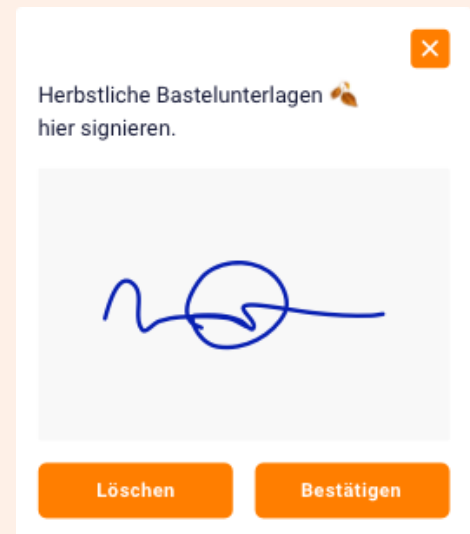 Herbstliche Bastelunterlagen 🍂
hier signieren.
Löschen
Bestätigen